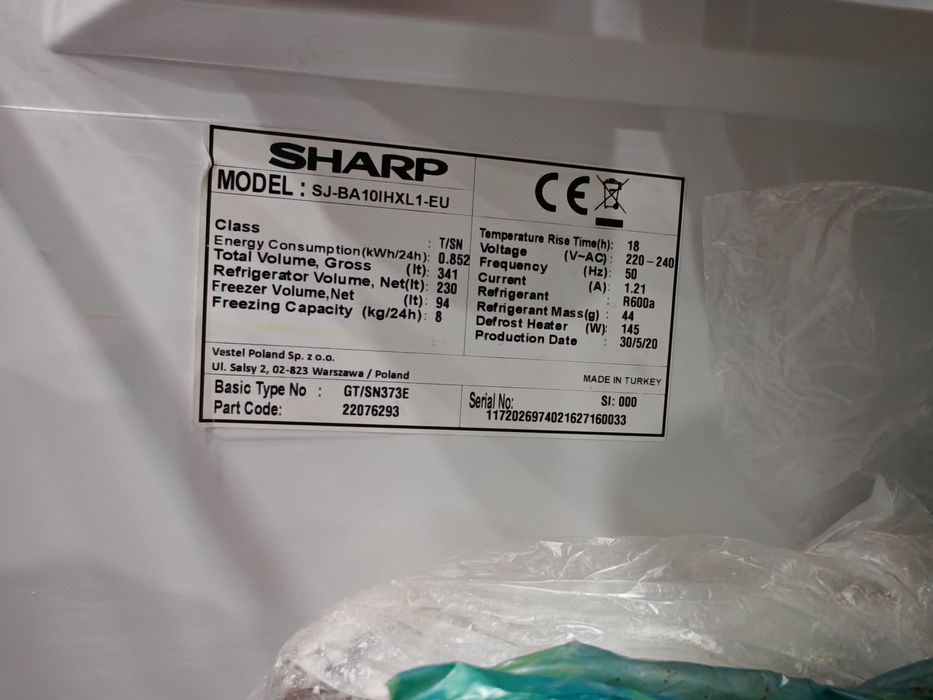 SHARP
MODEL : SJ-BA10IHXL1-EU
Class : T/SN
Energy Consumption(kWh/24h): 0.852
Total Volume, Gross (lt): 341
Refrigerator Volume, Net(lt): 230
Freezer Volume,Net (lt): 94
Freezing Capacity (kg/24h): 8
CE
Temperature Rise Time(h): 18
Voltage (V~AC) : 220-240
Frequency (Hz): 50
Current (A): 1.21
Refrigerant : R600a
Refrigerant Mass(g) : 44
Defrost Heater (W): 145
Production Date : 30/5/20
Vestel Poland Sp. z o.o.
Ul. Salsy 2, 02-823 Warszawa / Poland
MADE IN TURKEY
Basic Type No : GT/SN373E
Part Code: 22076293
Serial No: SI: 000
1172026974021627160033